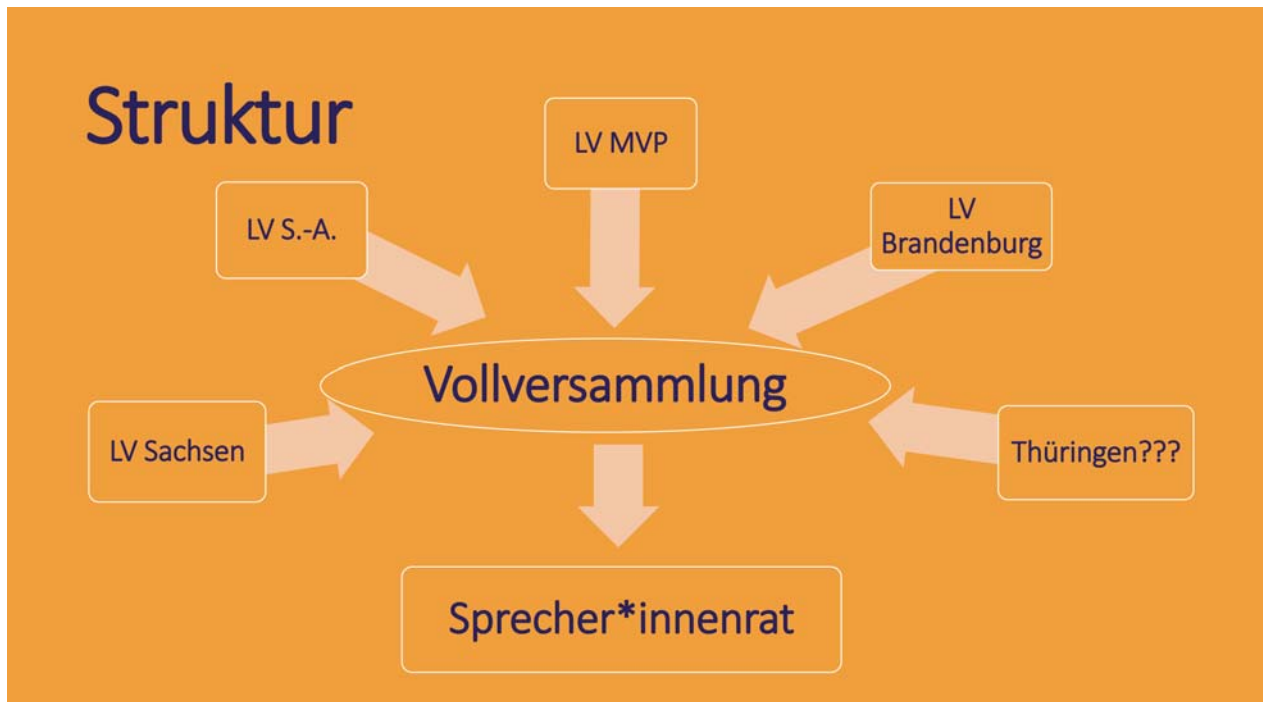 Struktur
LV MVP
LV S.-A.
LV
Brandenburg
Vollversammlung
LV Sachsen
Thüringen???
Sprecher*innenrat